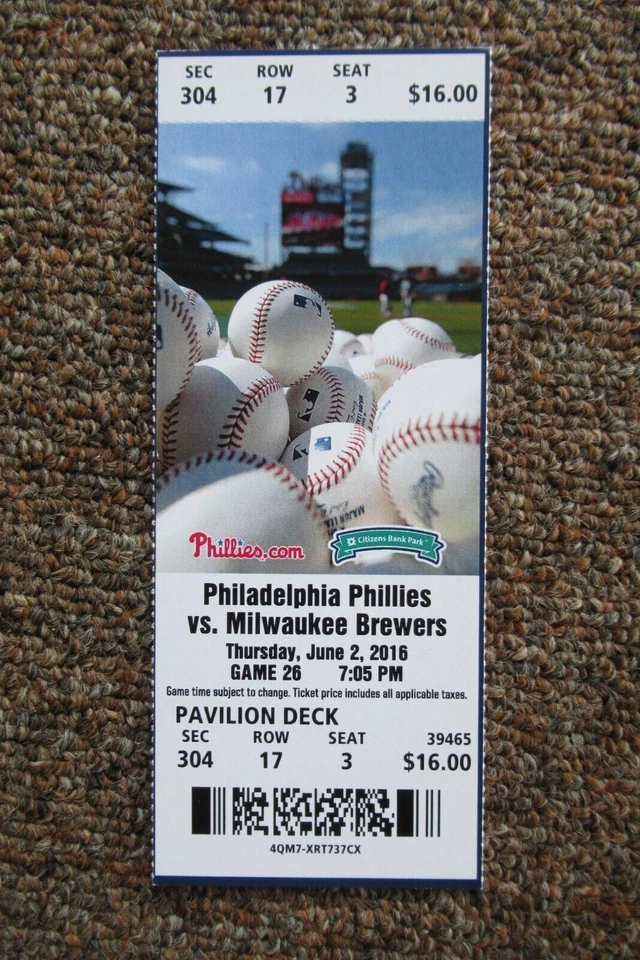 SEC ROW SEAT
304 17 3 $16.00
Phillies
Phillies.com
Citizens Bank Park
Philadelphia Phillies
vs. Milwaukee Brewers
Thursday, June 2, 2016
GAME 26 7:05 PM
Game time subject to change. Ticket price includes all applicable taxes.
PAVILION DECK
SEC ROW SEAT 39465
304 17 3 $16.00
4QM7-XRT737CX